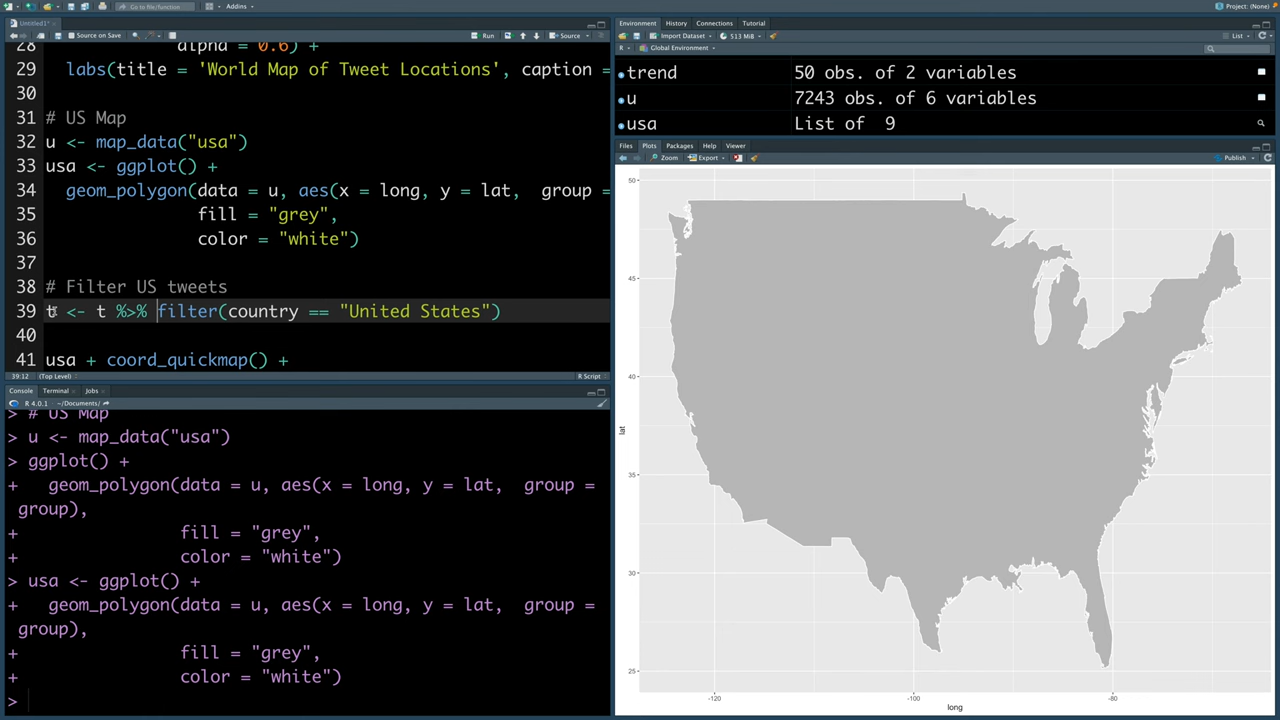 Go to file/function
Addins
Project: (None)
Untitled1*
Source on Save
Run
Source
28 alpha = 0.6) +
29 labs(title = 'World Map of Tweet Locations', caption =
30
31 # US Map
32 u <- map_data("usa")
33 usa <- ggplot() +
34 geom_polygon(data = u, aes(x = long, y = lat,  group =
35 fill = "grey",
36 color = "white")
37
38 # Filter US tweets
39 t <- t %>% filter(country == "United States")
40
41 usa + coord_quickmap() +
39:12 (Top Level) R Script
Console Terminal Jobs
R 4.0.1 ~/Documents/
> # US Map
> u <- map_data("usa")
> ggplot() +
+ geom_polygon(data = u, aes(x = long, y = lat,  group =
group),
+ fill = "grey",
+ color = "white")
> usa <- ggplot() +
+ geom_polygon(data = u, aes(x = long, y = lat,  group =
group),
+ fill = "grey",
+ color = "white")
>
Environment History Connections Tutorial
Import Dataset 513 MiB List
R Global Environment
trend 50 obs. of 2 variables
u 7243 obs. of 6 variables
usa List of  9
Files Plots Packages Help Viewer
Zoom Export Publish
50
45
40
35
30
25
lat
-120 -100 -80
long